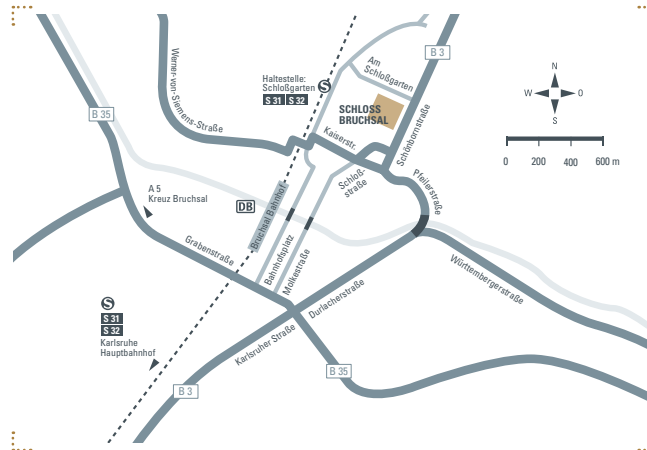 B 3
Werner-von-Siemens-Straße
Am
Schloßgarten
Haltestelle:
Schloßgarten
S
S 31 S 32
SCHLOSS
BRUCHSAL
Kaiserstr.
Schönbornstraße
N
W O
S
0 200 400 600 m
B 35
Schloß-
straße
Pfeilerstraße
A 5
Kreuz Bruchsal
DB
Bruchsal Bahnhof
Bahnhofsplatz
Molkestraße
Grabenstraße
Württembergerstraße
S
S 31
S 32
Karlsruhe
Hauptbahnhof
Durlacherstraße
Karlsruher Straße
B 35
B 3